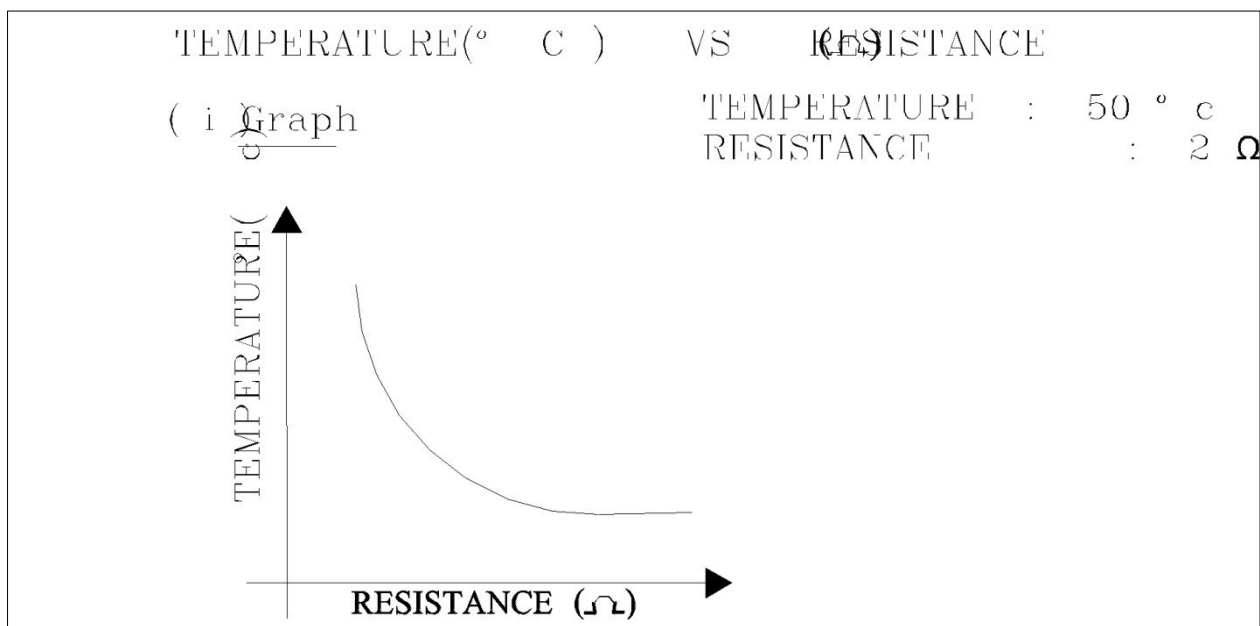 TEMPERATURE(° C ) VS RESISTANCE (Ω)
( i ) Graph
TEMPERATURE : 50 ° c
RESISTANCE : 2 Ω
TEMPERATURE( °c)
RESISTANCE (Ω)